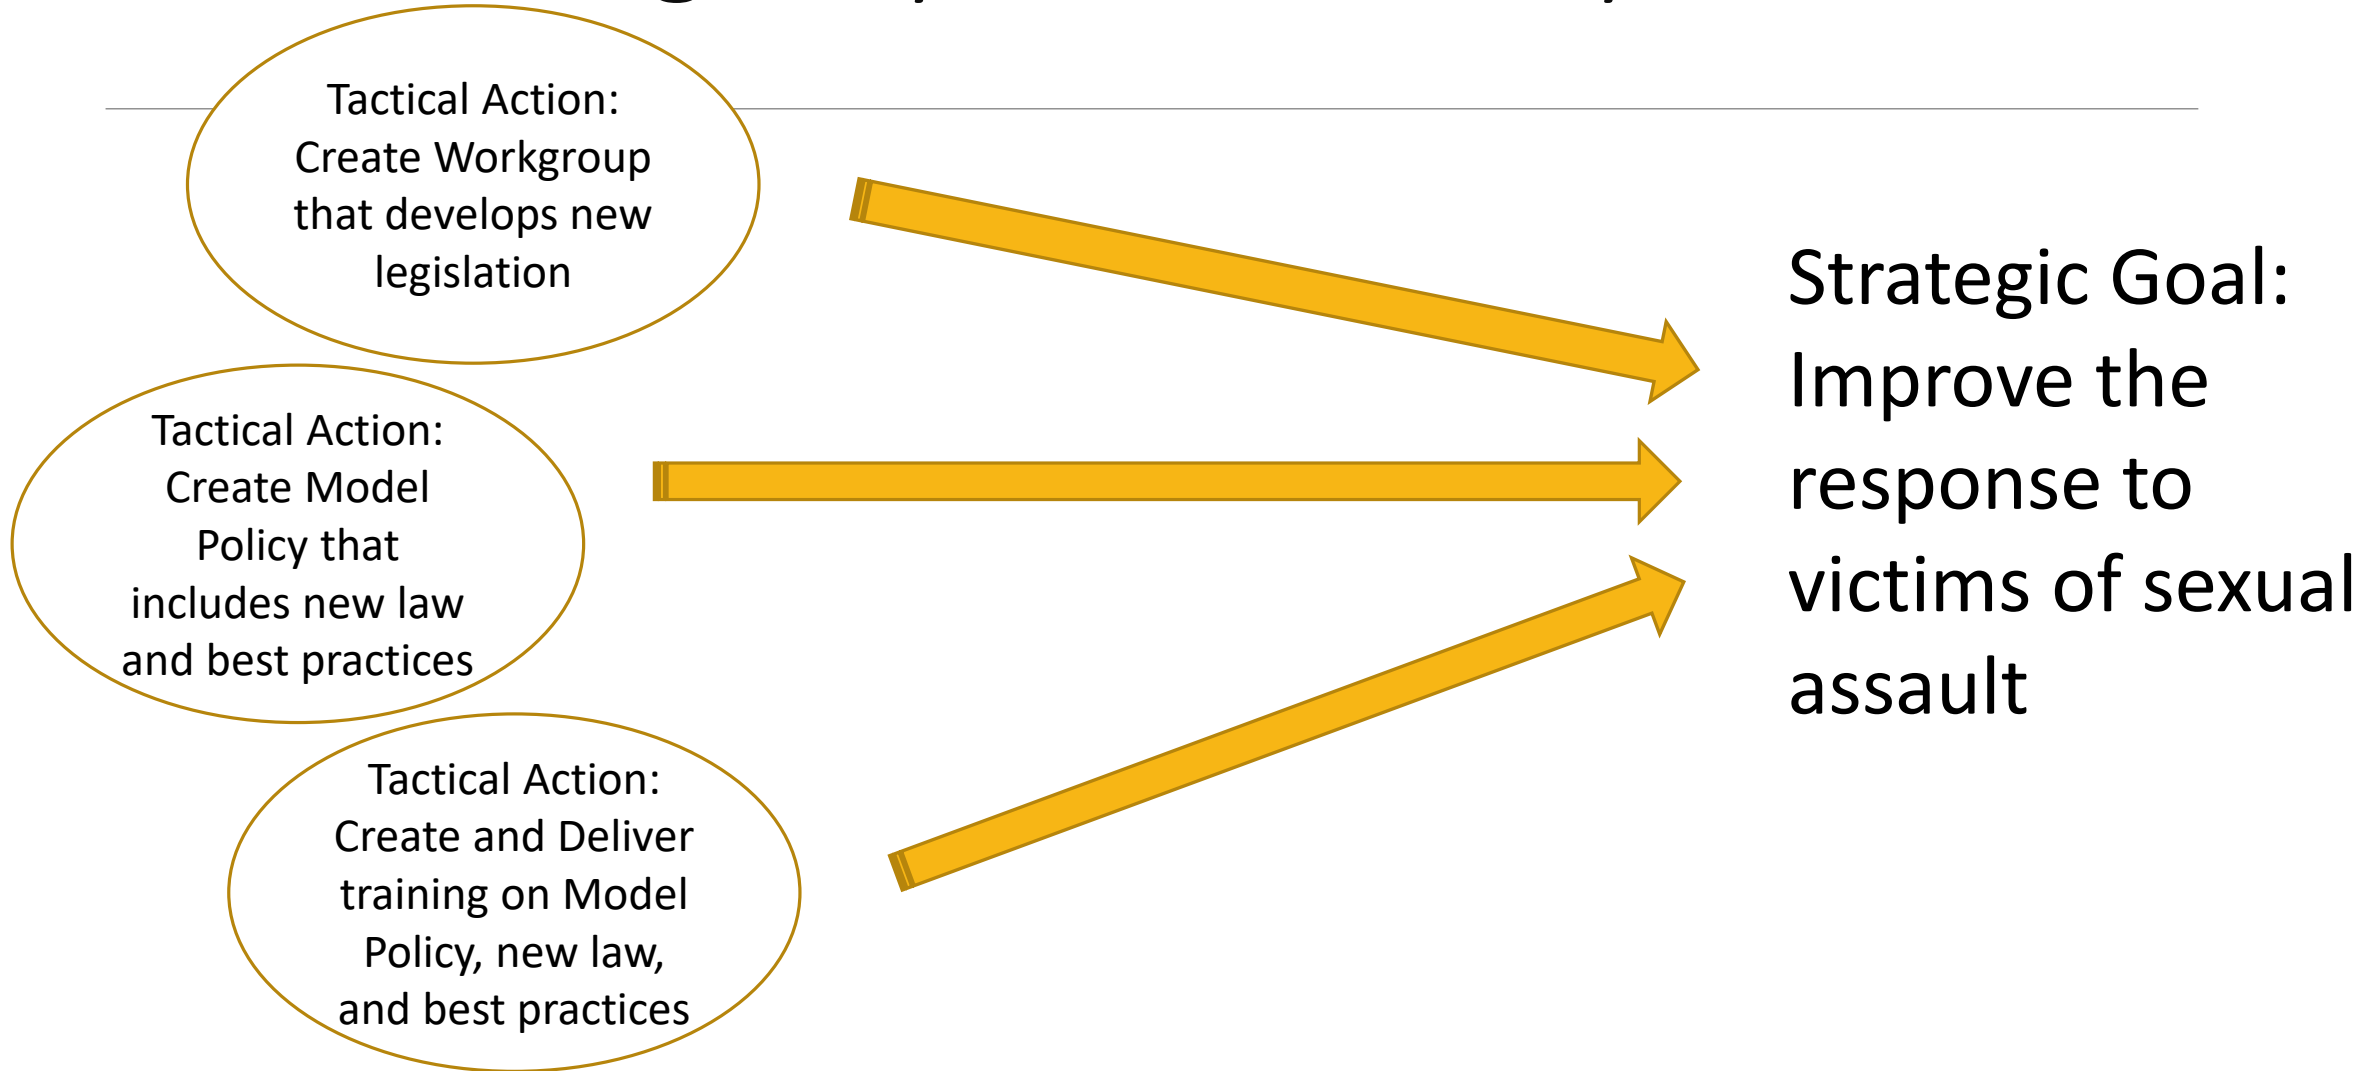 Tactical Action:
Create Workgroup
that develops new
legislation
Tactical Action:
Create Model
Policy that
includes new law
and best practices
Tactical Action:
Create and Deliver
training on Model
Policy, new law,
and best practices
Strategic Goal:
Improve the
response to
victims of sexual
assault